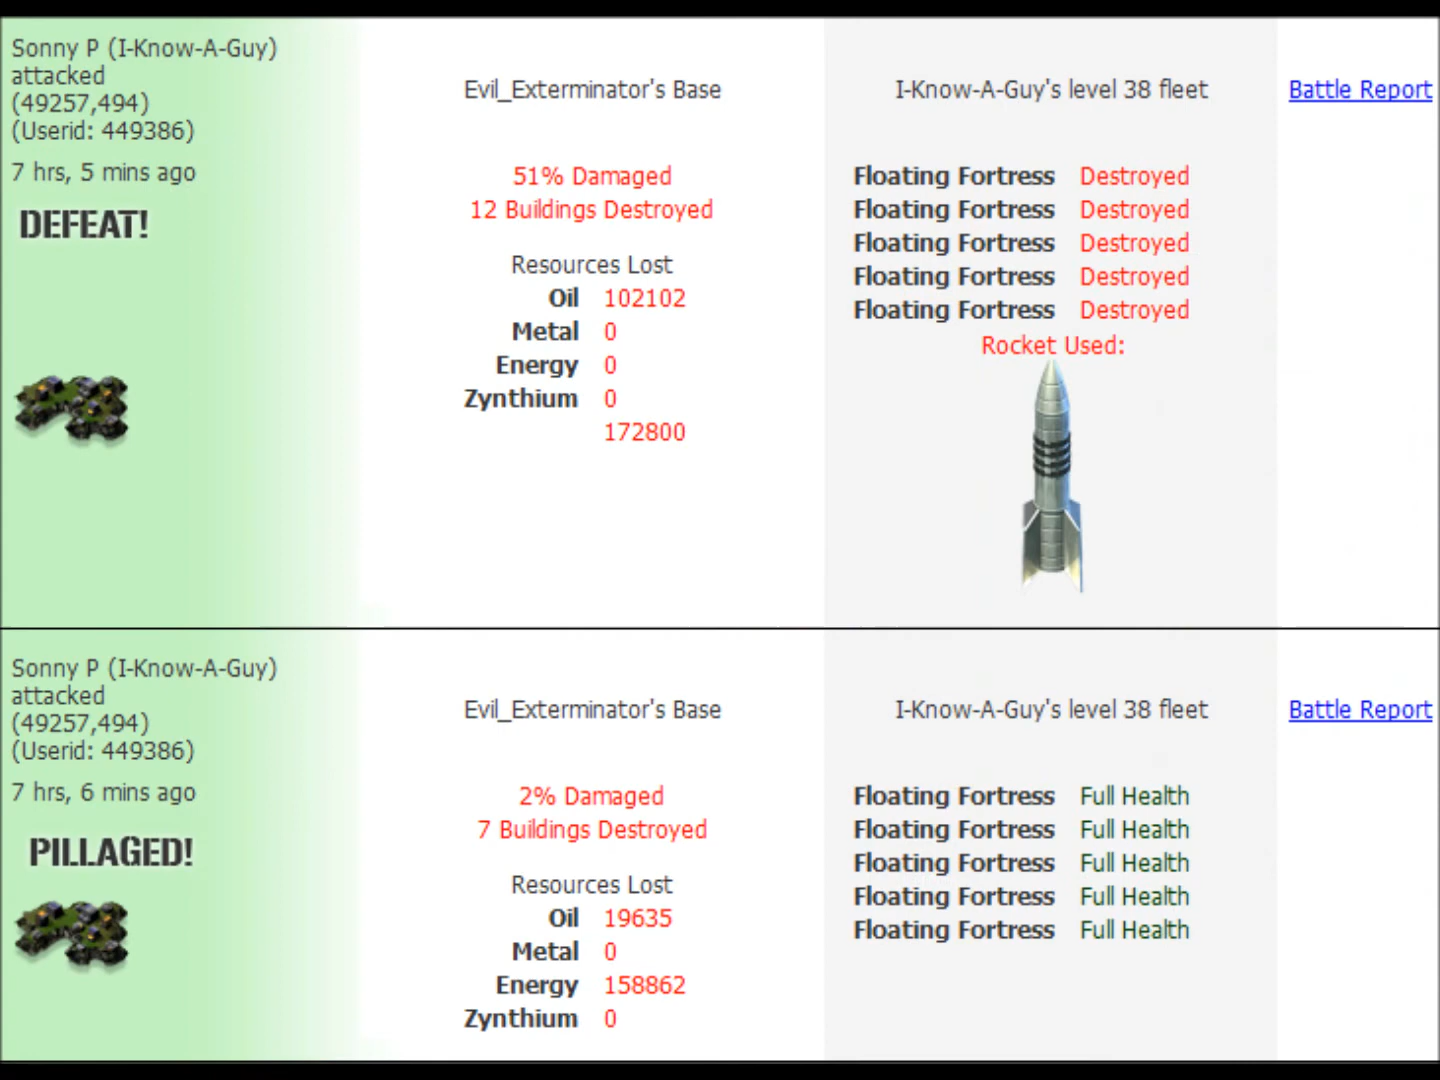 Sonny P (I-Know-A-Guy)
attacked
(49257,494)
(Userid: 449386)
7 hrs, 5 mins ago
DEFEAT!
Evil_Exterminator's Base
51% Damaged
12 Buildings Destroyed
Resources Lost
Oil 102102
Metal 0
Energy 0
Zynthium 0
172800
I-Know-A-Guy's level 38 fleet
Floating Fortress Destroyed
Floating Fortress Destroyed
Floating Fortress Destroyed
Floating Fortress Destroyed
Floating Fortress Destroyed
Rocket Used:
Battle Report
Sonny P (I-Know-A-Guy)
attacked
(49257,494)
(Userid: 449386)
7 hrs, 6 mins ago
PILLAGED!
Evil_Exterminator's Base
2% Damaged
7 Buildings Destroyed
Resources Lost
Oil 19635
Metal 0
Energy 158862
Zynthium 0
I-Know-A-Guy's level 38 fleet
Floating Fortress Full Health
Floating Fortress Full Health
Floating Fortress Full Health
Floating Fortress Full Health
Floating Fortress Full Health
Battle Report